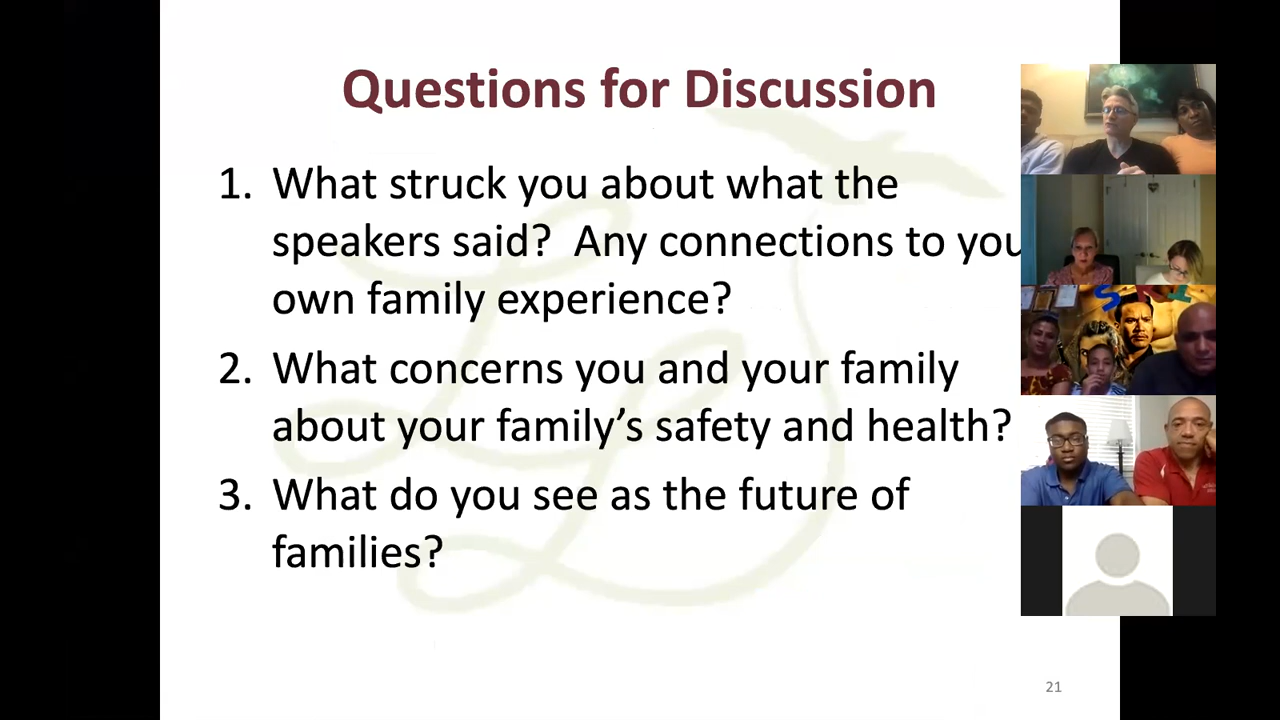 Questions for Discussion
1. What struck you about what the
speakers said?  Any connections to you
own family experience?
2. What concerns you and your family
about your family’s safety and health?
3. What do you see as the future of
families?
21